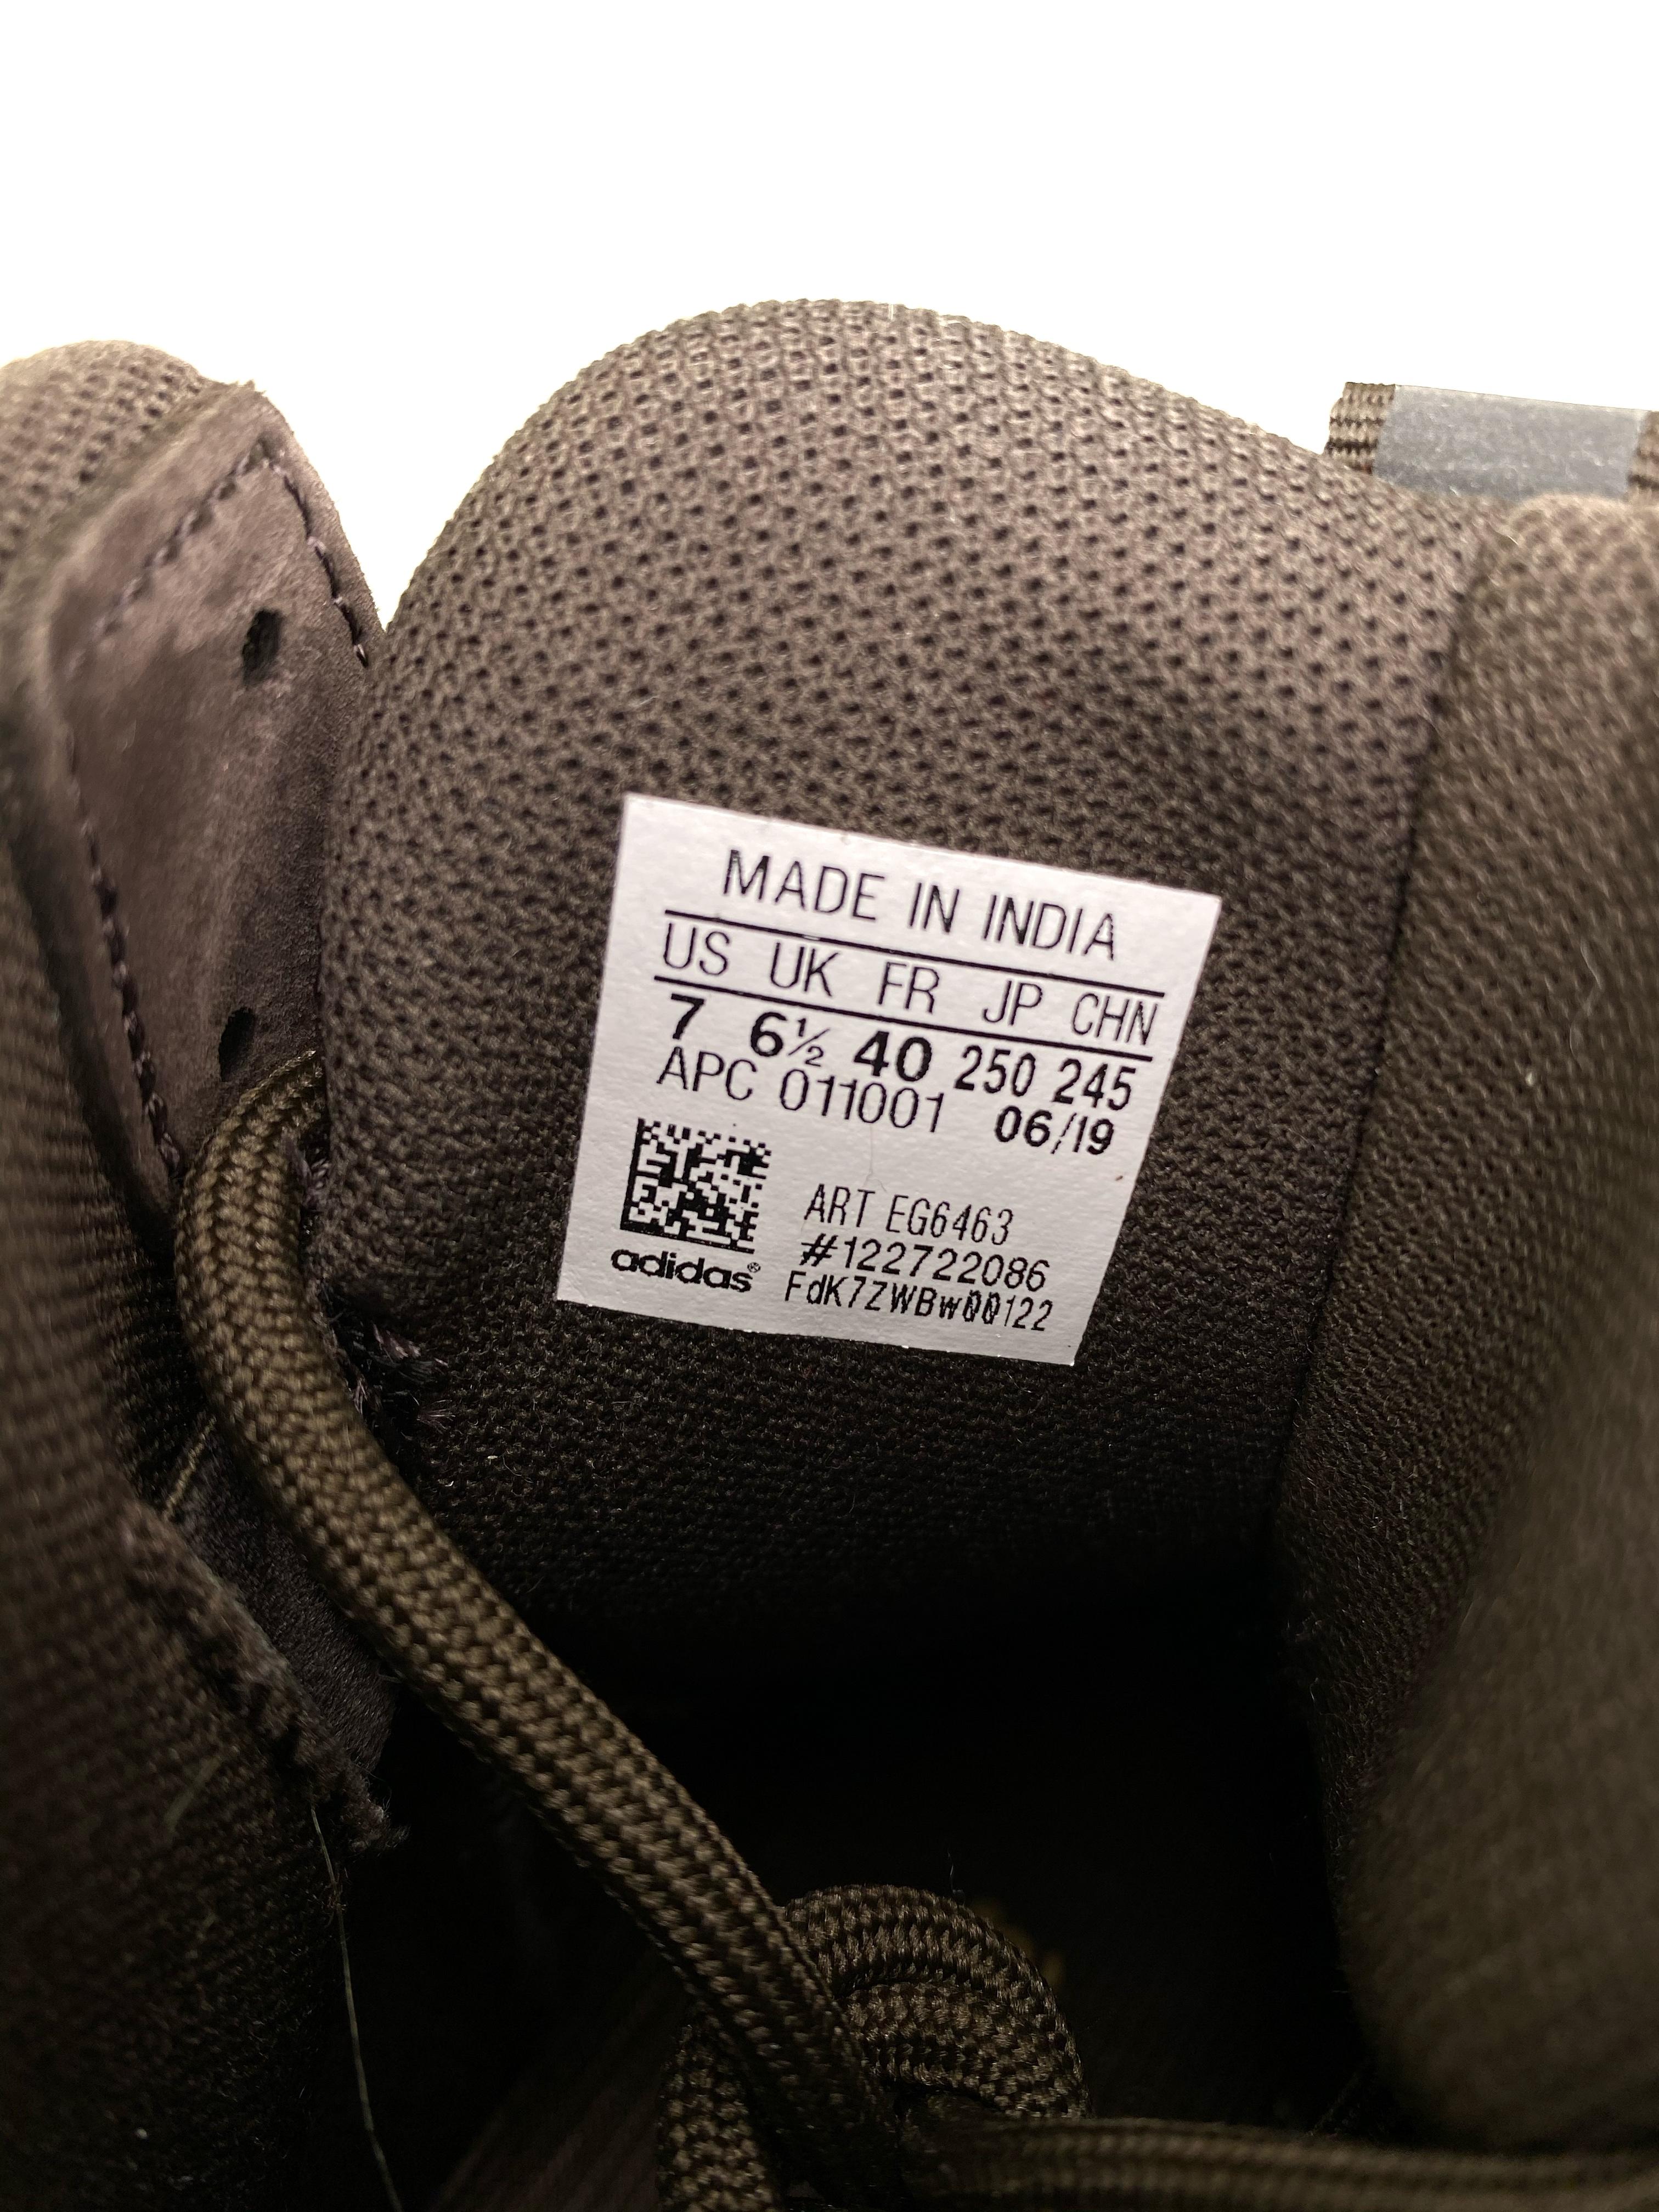 MADE IN INDIA
US UK FR JP CHN
7 6½ 40 250 245
APC 011001 06/19
ART EG6463
#122722086
adidas® FdK7ZWBw00122